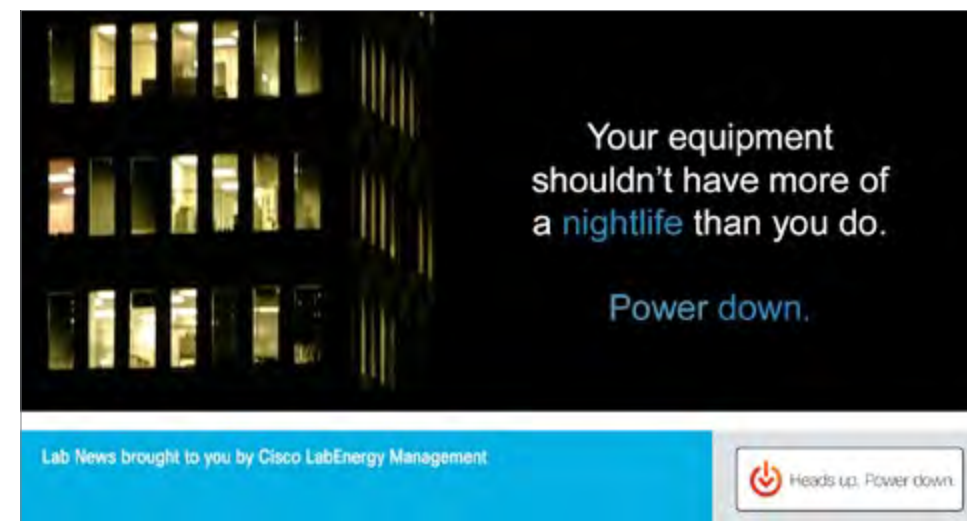 Your equipment
shouldn't have more of
a nightlife than you do.
Power down.
Lab News brought to you by Cisco LabEnergy Management
Heads up. Power down.